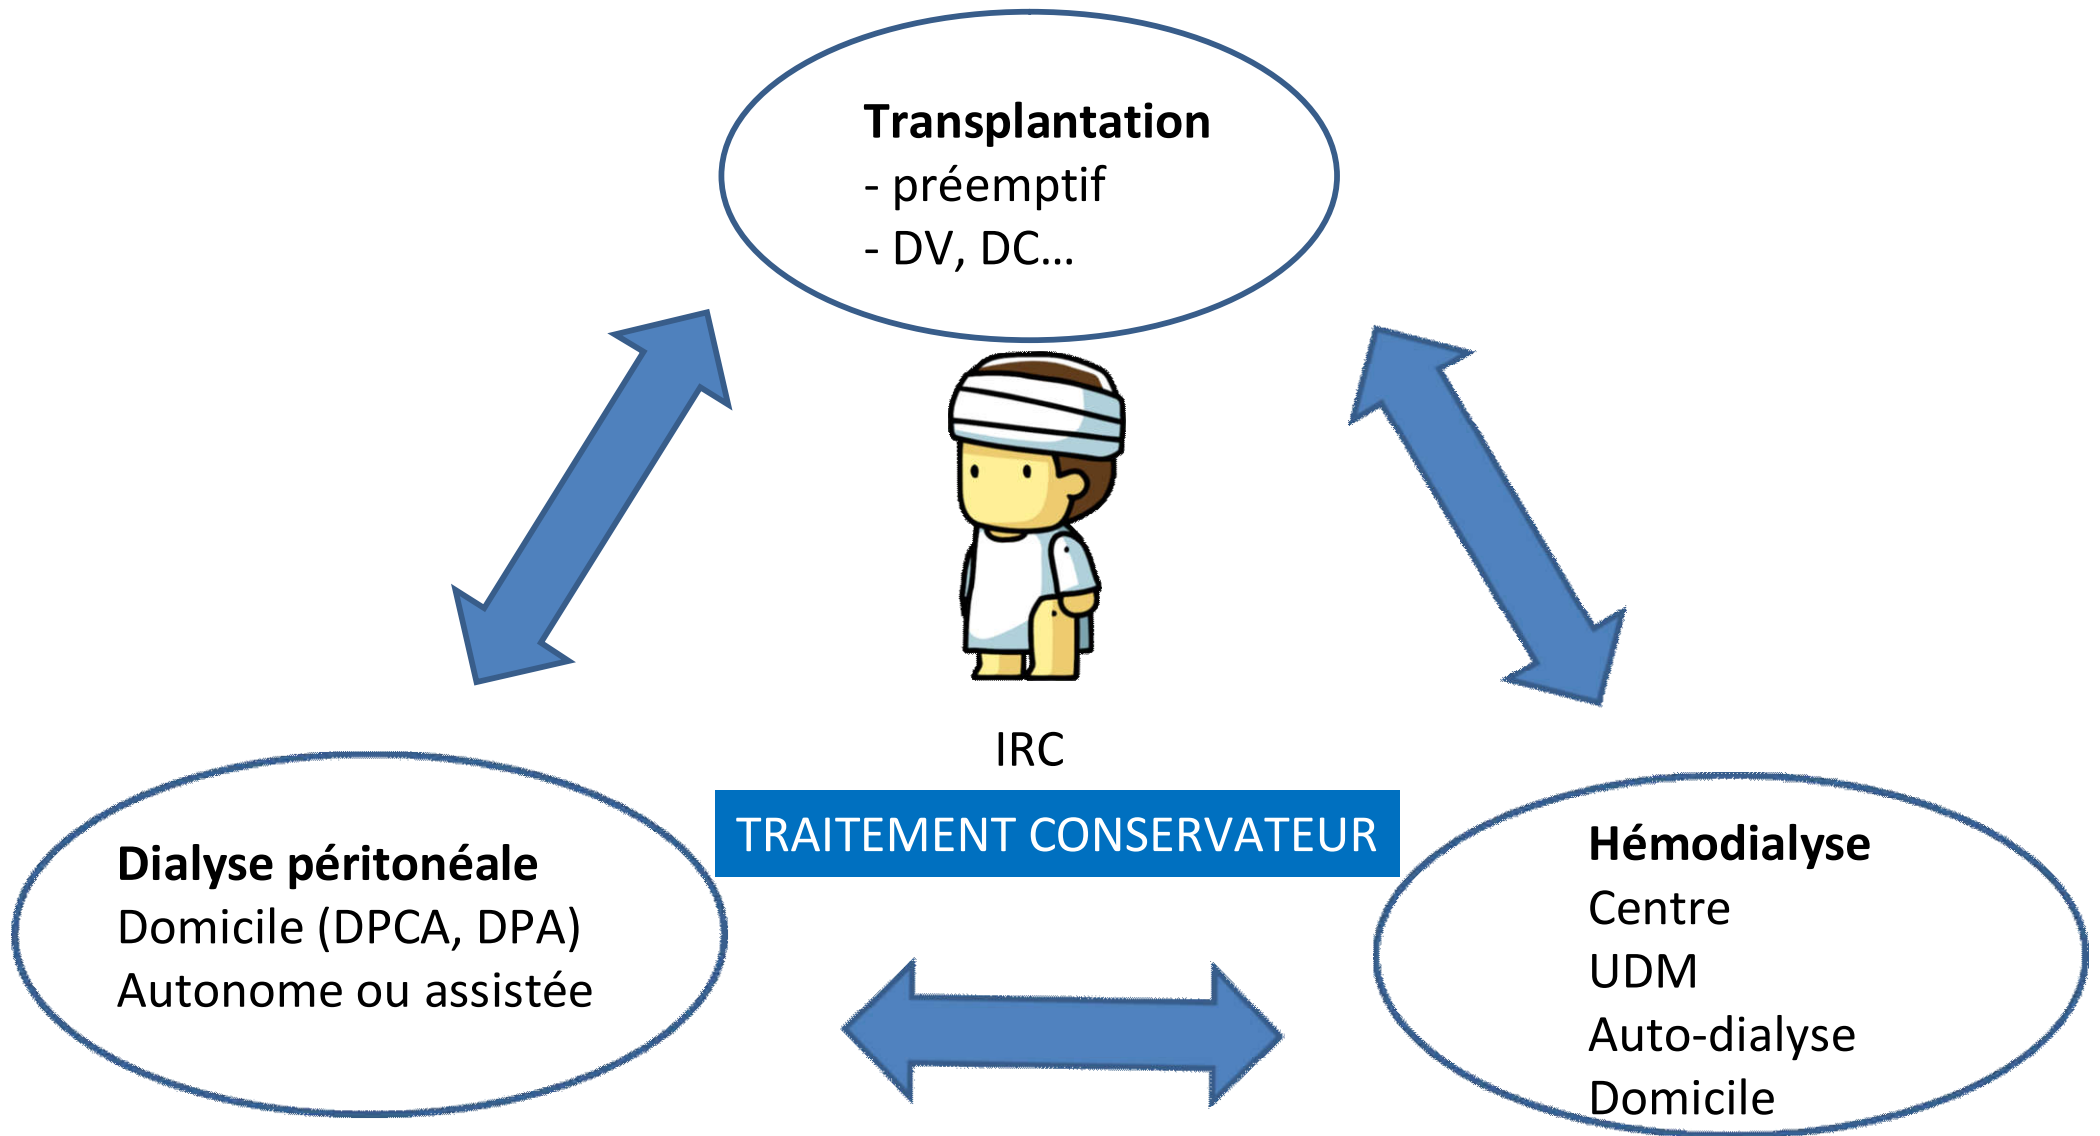 Transplantation
- préemptif
- DV, DC...
IRC
TRAITEMENT CONSERVATEUR
Dialyse péritonéale
Domicile (DPCA, DPA)
Autonome ou assistée
Hémodialyse
Centre
UDM
Auto-dialyse
Domicile